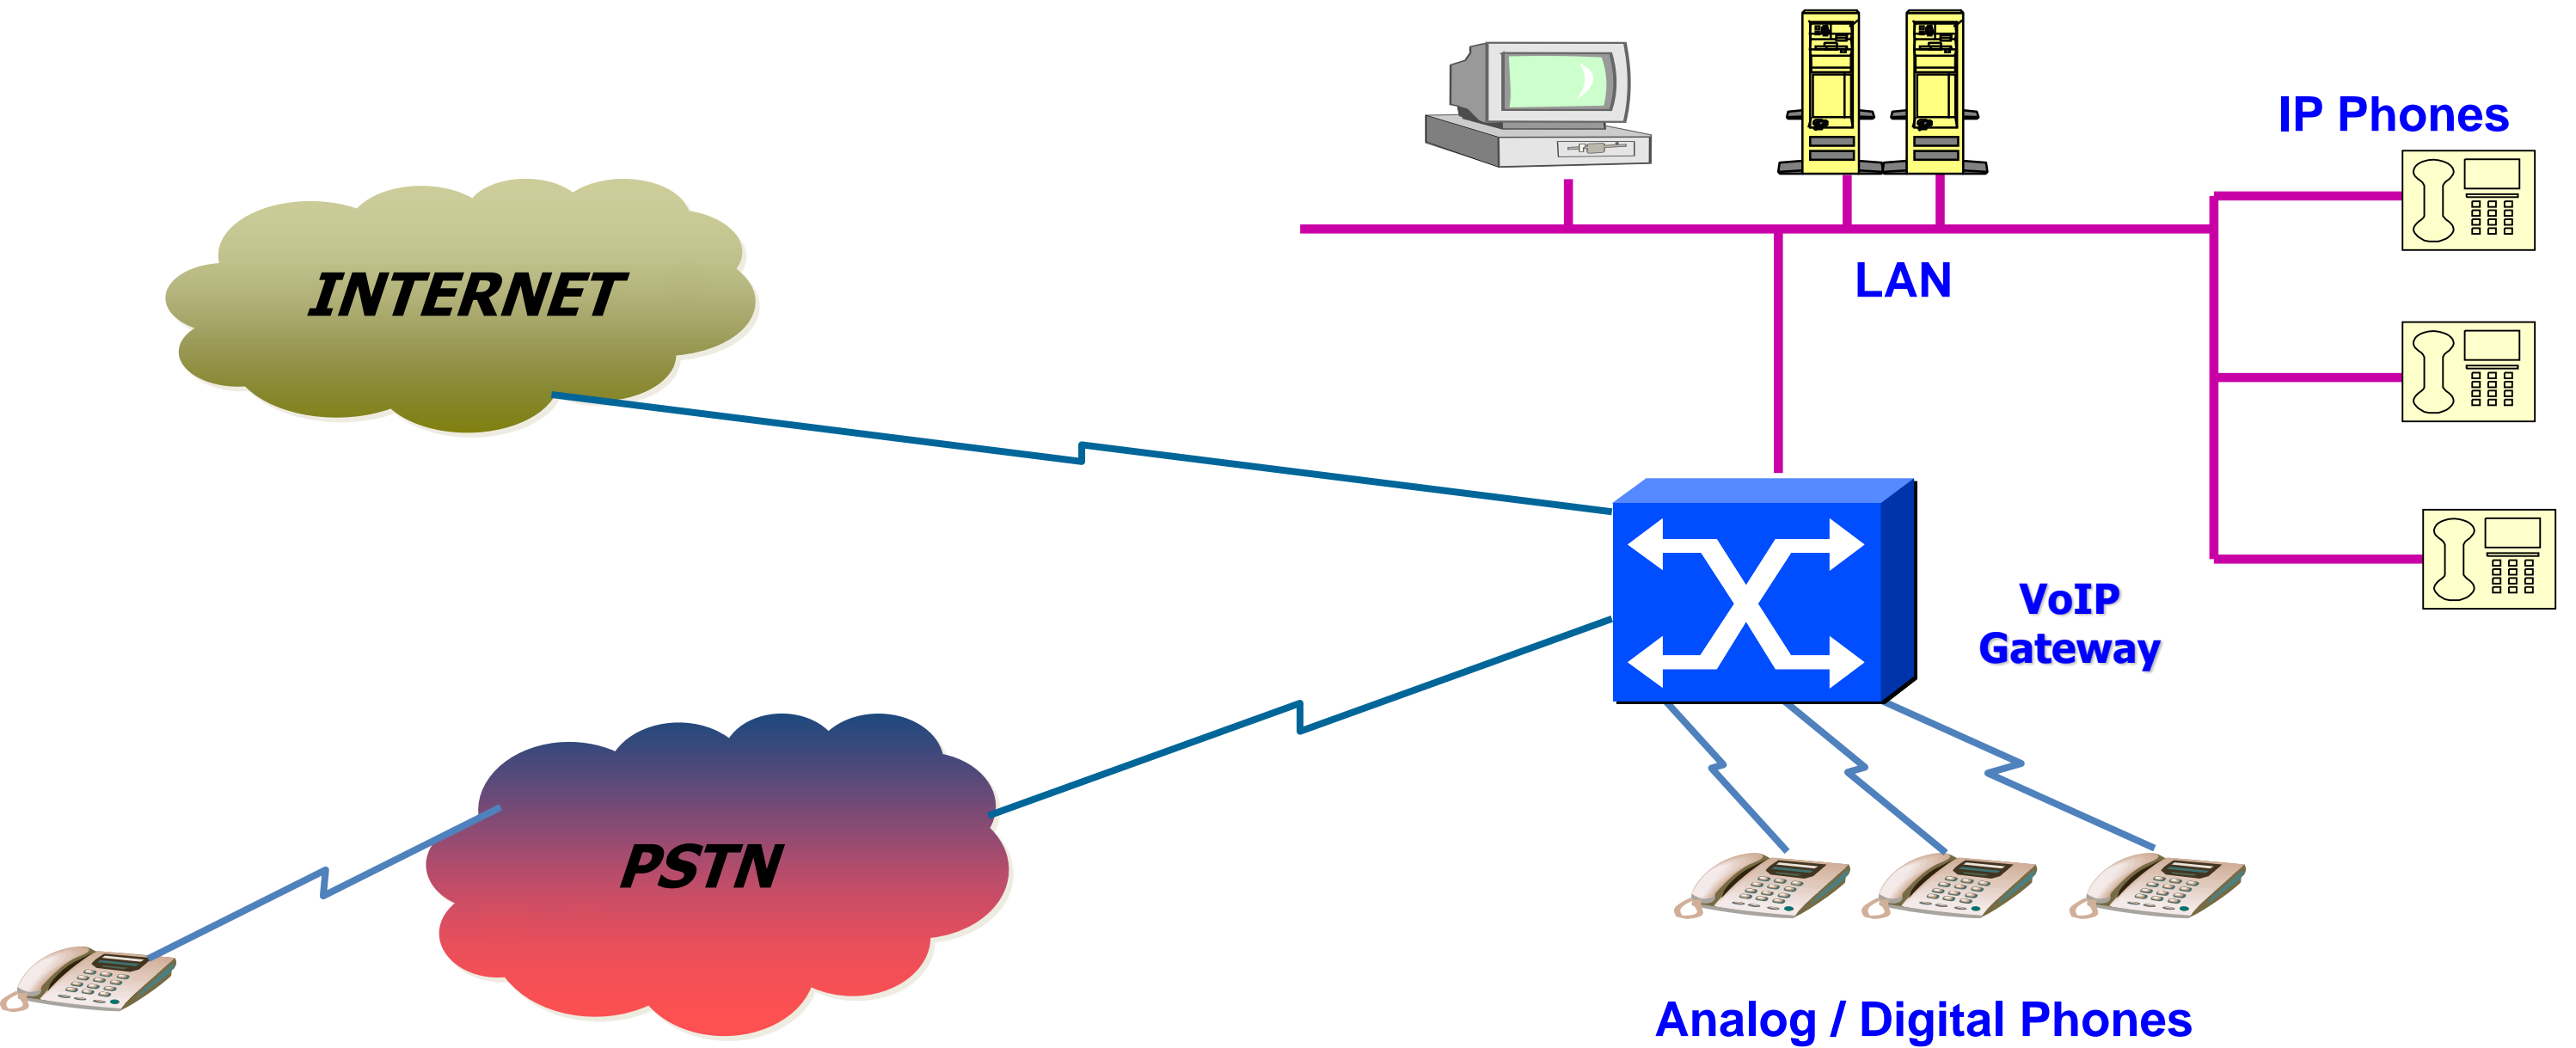 IP Phones
INTERNET
LAN
VoIP
Gateway
PSTN
Analog / Digital Phones